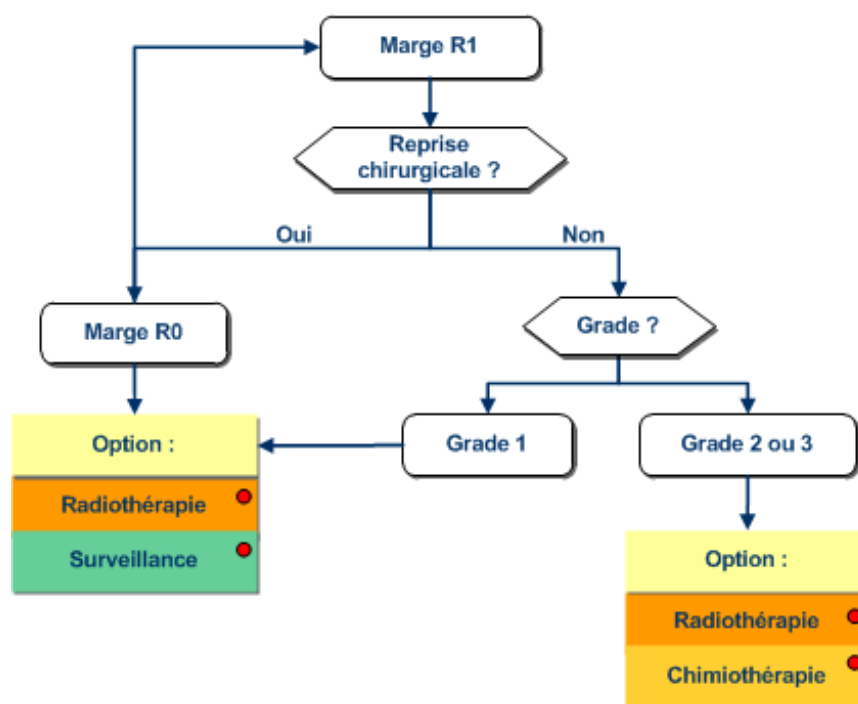 Marge R1
Reprise
chirurgicale ?
Oui
Non
Marge R0
Grade ?
Option :
Radiothérapie
Surveillance
Grade 1
Grade 2 ou 3
Option :
Radiothérapie
Chimiothérapie